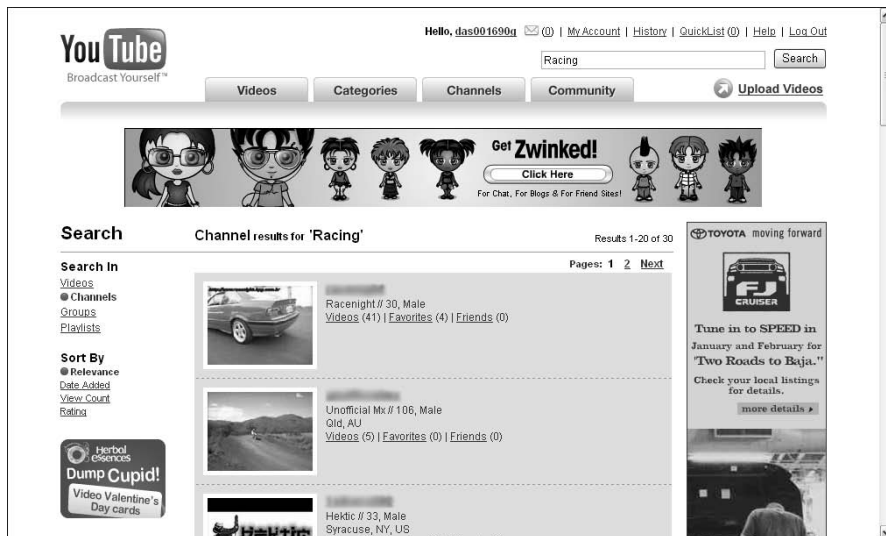 Hello, das001690g (0) | My Account | History | QuickList (0) | Help | Log Out
You Tube
Broadcast Yourself™
Racing
Search
Videos
Categories
Channels
Community
Upload Videos
Get Zwinked!
Click Here
For Chat, For Blogs & For Friend Sites!
Search
Channel results for 'Racing'
Results 1-20 of 30
Pages: 1 2 Next
Search In
Videos
Channels
Groups
Playlists
Sort By
Relevance
Date Added
View Count
Rating
Herbal
essences
Dump Cupid!
Video Valentine's
Day cards
Racenight // 30, Male
Videos (41) | Favorites (4) | Friends (0)
Unofficial Mx // 106, Male
Qld, AU
Videos (5) | Favorites (0) | Friends (0)
Hektic // 33, Male
Syracuse, NY, US
TOYOTA moving forward
FJ
CRUISER
Tune in to SPEED in
January and February for
"Two Roads to Baja."
Check your local listings
for details.
more details